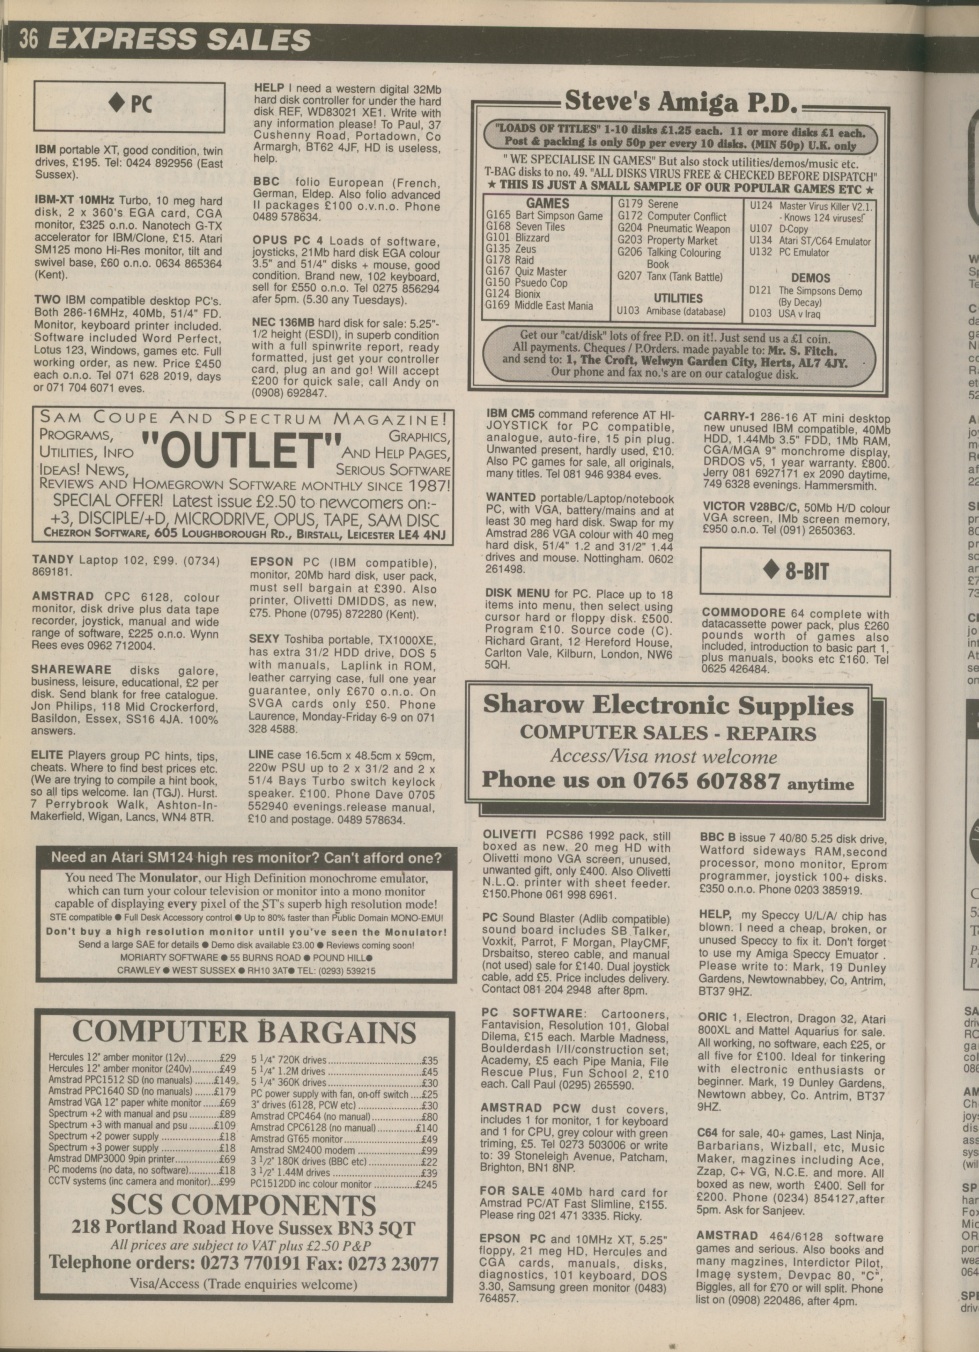 36 EXPRESS SALES
◆ PC
IBM portable XT, good condition, twin
drives, £195. Tel: 0424 892956 (East
Sussex).
IBM-XT 10MHz Turbo, 10 meg hard
disk, 2 x 360's EGA card, CGA
monitor, £325 o.n.o. Nanotech G-TX
accelerator for IBM/Clone, £15. Atari
SM125 mono Hi-Res monitor, tilt and
swivel base, £60 o.n.o. 0634 865364
(Kent).
TWO IBM compatible desktop PC's.
Both 286-16MHz, 40Mb, 51/4" FD.
Monitor, keyboard printer included.
Software included Word Perfect,
Lotus 123, Windows, games etc. Full
working order, as new. Price £450
each o.n.o. Tel 071 628 2019, days
or 071 704 6071 eves.
HELP I need a western digital 32Mb
hard disk controller for under the hard
disk REF, WD83021 XE1. Write with
any information please! To Paul, 37
Cushenny Road, Portadown, Co
Armargh, BT62 4JF, HD is useless,
help.
BBC folio European (French,
German, Eldep. Also folio advanced
II packages £100 o.v.n.o. Phone
0489 578634.
OPUS PC 4 Loads of software,
joysticks, 21Mb hard disk EGA colour
3.5" and 51/4" disks + mouse, good
condition. Brand new, 102 keyboard,
sell for £550 o.n.o. Tel 0275 856294
afer 5pm. (5.30 any Tuesdays).
NEC 136MB hard disk for sale: 5.25"-
1/2 height (ESDI), in superb condition
with a full spinwrite report, ready
formatted, just get your controller
card, plug an and go! Will accept
£200 for quick sale, call Andy on
(0908) 692847.
SAM COUPE AND SPECTRUM MAGAZINE!
PROGRAMS,
UTILITIES, INFO
IDEAS! NEWS,
"OUTLET"
GRAPHICS,
AND HELP PAGES,
SERIOUS SOFTWARE
REVIEWS AND HOMEGROWN SOFTWARE MONTHLY SINCE 1987!
SPECIAL OFFER! Latest issue £2.50 to newcomers on:-
+3, DISCIPLE/+D, MICRODRIVE, OPUS, TAPE, SAM DISC
CHEZRON SOFTWARE, 605 LOUGHBOROUGH RD., BIRSTALL, LEICESTER LE4 4NJ
TANDY Laptop 102, £99. (0734)
869181.
AMSTRAD CPC 6128, colour
monitor, disk drive plus data tape
recorder, joystick, manual and wide
range of software, £225 o.n.o. Wynn
Rees eves 0962 712004.
SHAREWARE disks galore,
business, leisure, educational, £2 per
disk. Send blank for free catalogue.
Jon Philips, 118 Mid Crockerford,
Basildon, Essex, SS16 4JA. 100%
answers.
ELITE Players group PC hints, tips,
cheats. Where to find best prices etc.
(We are trying to compile a hint book,
so all tips welcome. Ian (TGJ). Hurst.
7 Perrybrook Walk, Ashton-In-
Makerfield, Wigan, Lancs, WN4 8TR.
EPSON PC (IBM compatible),
monitor, 20Mb hard disk, user pack,
must sell bargain at £390. Also
printer, Olivetti DMIDDS, as new,
£75. Phone (0795) 872280 (Kent).
SEXY Toshiba portable, TX1000XE,
has extra 31/2 HDD drive, DOS 5
with manuals, Laplink in ROM,
leather carrying case, full one year
guarantee, only £670 o.n.o. On
SVGA cards only £50. Phone
Laurence, Monday-Friday 6-9 on 071
328 4588.
LINE case 16.5cm x 48.5cm x 59cm,
220w PSU up to 2 x 31/2 and 2 x
51/4 Bays Turbo switch keylock
speaker. £100. Phone Dave 0705
552940 evenings.release manual,
£10 and postage. 0489 578634.
Need an Atari SM124 high res monitor? Can't afford one?
You need The Monulator, our High Definition monochrome emulator,
which can turn your colour television or monitor into a mono monitor
capable of displaying every pixel of the ST's superb high resolution mode!
STE compatible ● Full Desk Accessory control ● Up to 80% faster than Public Domain MONO-EMU!
Don't buy a high resolution monitor until you've seen the Monulator!
Send a large SAE for details ● Demo disk available £3.00 ● Reviews coming soon!
MORIARTY SOFTWARE ● 55 BURNS ROAD ● POUND HILL●
CRAWLEY ● WEST SUSSEX ● RH10 3AT● TEL: (0293) 539215
COMPUTER BARGAINS
Hercules 12" amber monitor (12v)............£29
Hercules 12" amber monitor (240v)..........£49
Amstrad PPC1512 SD (no manuals) ......£149.
Amstrad PPC1640 SD (no manuals) ......£179
Amstrad VGA 12" paper white monitor .....£69
Spectrum +2 with manual and psu ..........£89
Spectrum +3 with manual and psu ........£109
Spectrum +2 power supply ....................£18
Spectrum +3 power supply ....................£18
Amstrad DMP3000 9pin printer...............£69
PC modems (no data, no software)..........£18
CCTV systems (inc camera and monitor)...£99
5 1/4" 720K drives ............................£35
5 1/4" 1.2M drives ............................£45
5 1/4" 360K drives ............................£30
PC power supply with fan, on-off switch ....£25
3" drives (6128, PCW etc) ....................£30
Amstrad CPC464 (no manual)................£80
Amstrad CPC6128 (no manual) ............£140
Amstrad GT65 monitor ........................£49
Amstrad SM2400 modem ....................£99
3 1/2" 180K drives (BBC etc) ................£22
3 1/2" 1.44M drives ............................£39
PC1512DD inc colour monitor ..............£245
SCS COMPONENTS
218 Portland Road Hove Sussex BN3 5QT
All prices are subject to VAT plus £2.50 P&P
Telephone orders: 0273 770191 Fax: 0273 23077
Visa/Access (Trade enquiries welcome)
Steve's Amiga P.D.
"LOADS OF TITLES" 1-10 disks £1.25 each. 11 or more disks £1 each.
Post & packing is only 50p per every 10 disks. (MIN 50p) U.K. only
" WE SPECIALISE IN GAMES" But also stock utilities/demos/music etc.
T-BAG disks to no. 49. "ALL DISKS VIRUS FREE & CHECKED BEFORE DISPATCH"
★ THIS IS JUST A SMALL SAMPLE OF OUR POPULAR GAMES ETC ★
GAMES
G165 Bart Simpson Game
G168 Seven Tiles
G101 Blizzard
G135 Zeus
G178 Raid
G167 Quiz Master
G150 Psuedo Cop
G124 Bionix
G169 Middle East Mania
G179 Serene
G172 Computer Conflict
G204 Pneumatic Weapon
G203 Property Market
G206 Talking Colouring
Book
G207 Tanx (Tank Battle)
UTILITIES
U103 Amibase (database)
U124 Master Virus Killer V2.1.
- Knows 124 viruses!
U107 D-Copy
U134 Atari ST/C64 Emulator
U132 PC Emulator
DEMOS
D121 The Simpsons Demo
(By Decay)
D103 USA v Iraq
Get our "cat/disk" lots of free P.D. on it!. Just send us a £1 coin.
All payments. Cheques / P.Orders. made payable to: Mr. S. Fitch.
and send to: 1, The Croft, Welwyn Garden City, Herts, AL7 4JY.
Our phone and fax no.'s are on our catalogue disk.
IBM CM5 command reference AT HI-
JOYSTICK for PC compatible,
analogue, auto-fire, 15 pin plug.
Unwanted present, hardly used, £10.
Also PC games for sale, all originals,
many titles. Tel 081 946 9384 eves.
WANTED portable/Laptop/notebook
PC, with VGA, battery/mains and at
least 30 meg hard disk. Swap for my
Amstrad 286 VGA colour with 40 meg
hard disk, 51/4" 1.2 and 31/2" 1.44
drives and mouse. Nottingham. 0602
261498.
DISK MENU for PC. Place up to 18
items into menu, then select using
cursor hard or floppy disk. £500.
Program £10. Source code (C).
Richard Grant, 12 Hereford House,
Carlton Vale, Kilburn, London, NW6
5QH.
CARRY-1 286-16 AT mini desktop
new unused IBM compatible, 40Mb
HDD, 1.44Mb 3.5" FDD, 1Mb RAM,
CGA/MGA 9" monchrome display,
DRDOS v5, 1 year warranty. £800.
Jerry 081 6927171 ex 2090 daytime,
749 6328 evenings. Hammersmith.
VICTOR V28BC/C, 50Mb H/D colour
VGA screen, IMb screen memory,
£950 o.n.o. Tel (091) 2650363.
◆ 8-BIT
COMMODORE 64 complete with
datacassette power pack, plus £260
pounds worth of games also
included, introduction to basic part 1,
plus manuals, books etc £160. Tel
0625 426484.
Sharow Electronic Supplies
COMPUTER SALES - REPAIRS
Access/Visa most welcome
Phone us on 0765 607887 anytime
OLIVETTI PCS86 1992 pack, still
boxed as new. 20 meg HD with
Olivetti mono VGA screen, unused,
unwanted gift, only £400. Also Olivetti
N.L.Q. printer with sheet feeder.
£150.Phone 061 998 6961.
PC Sound Blaster (Adlib compatible)
sound board includes SB Talker,
Voxkit, Parrot, F Morgan, PlayCMF,
Drsbaitso, stereo cable, and manual
(not used) sale for £140. Dual joystick
cable, add £5. Price includes delivery.
Contact 081 204 2948 after 8pm.
PC SOFTWARE: Cartooners,
Fantavision, Resolution 101, Global
Dilema, £15 each. Marble Madness,
Boulderdash I/II/construction set,
Academy, £5 each Pipe Mania, File
Rescue Plus, Fun School 2, £10
each. Call Paul (0295) 265590.
AMSTRAD PCW dust covers,
includes 1 for monitor, 1 for keyboard
and 1 for CPU, grey colour with green
triming, £5. Tel 0273 503006 or write
to: 39 Stoneleigh Avenue, Patcham,
Brighton, BN1 8NP.
FOR SALE 40Mb hard card for
Amstrad PC/AT Fast Slimline, £155.
Please ring 021 471 3335. Ricky.
EPSON PC and 10MHz XT, 5.25"
floppy, 21 meg HD, Hercules and
CGA cards, manuals, disks,
diagnostics, 101 keyboard, DOS
3.30, Samsung green monitor (0483)
764857.
BBC B issue 7 40/80 5.25 disk drive,
Watford sideways RAM,second
processor, mono monitor, Eprom
programmer, joystick 100+ disks.
£350 o.n.o. Phone 0203 385919.
HELP, my Speccy U/L/A/ chip has
blown. I need a cheap, broken, or
unused Speccy to fix it. Don't forget
to use my Amiga Speccy Emuator .
Please write to: Mark, 19 Dunley
Gardens, Newtownabbey, Co, Antrim,
BT37 9HZ.
ORIC 1, Electron, Dragon 32, Atari
800XL and Mattel Aquarius for sale.
All working, no software, each £25, or
all five for £100. Ideal for tinkering
with electronic enthusiasts or
beginner. Mark, 19 Dunley Gardens,
Newtown abbey, Co. Antrim, BT37
9HZ.
C64 for sale, 40+ games, Last Ninja,
Barbarians, Wizball, etc, Music
Maker, magzines including Ace,
Zzap, C+ VG, N.C.E. and more. All
boxed as new, worth £400. Sell for
£200. Phone (0234) 854127,after
5pm. Ask for Sanjeev.
AMSTRAD 464/6128 software
games and serious. Also books and
many magzines, Interdictor Pilot,
Image system, Devpac 80, "C",
Biggles, all for £70 or will split. Phone
list on (0908) 220486, after 4pm.